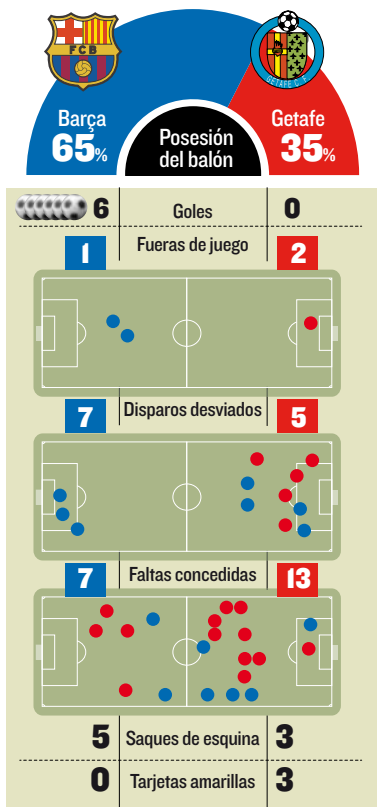 FCB
GETAFE C.F.
Barça
65%
Getafe
35%
Posesión
del balón
6 Goles 0
Fueras de juego
1 2
7 Disparos desviados 5
7 Faltas concedidas 13
5 Saques de esquina 3
0 Tarjetas amarillas 3